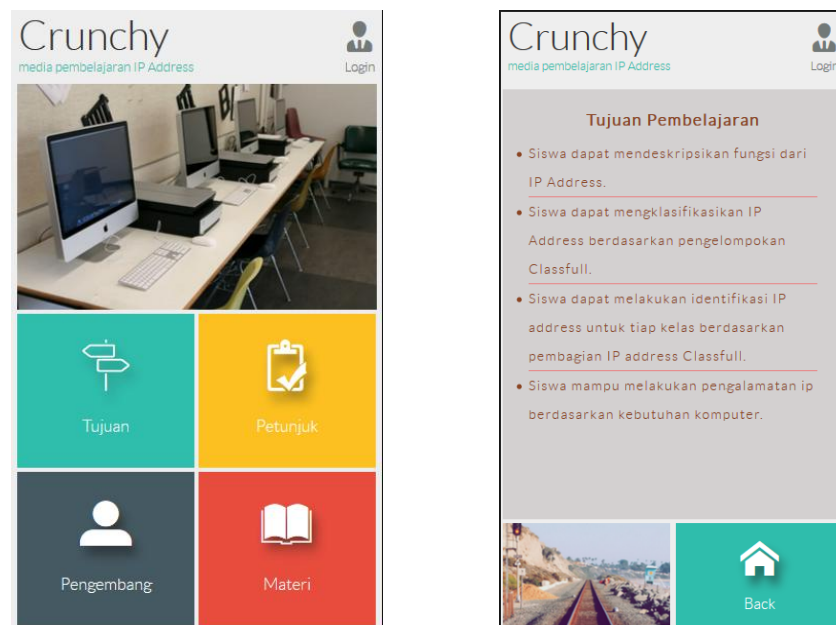 Crunchy
media pembelajaran IP Address
Login
Tujuan
Petunjuk
Pengembang
Materi
Crunchy
media pembelajaran IP Address
Login
Tujuan Pembelajaran
• Siswa dapat mendeskripsikan fungsi dari
IP Address.
• Siswa dapat mengklasifikasikan IP
Address berdasarkan pengelompokan
Classfull.
• Siswa dapat melakukan identifikasi IP
address untuk tiap kelas berdasarkan
pembagian IP address Classfull.
• Siswa mampu melakukan pengalamatan ip
berdasarkan kebutuhan komputer.
Back